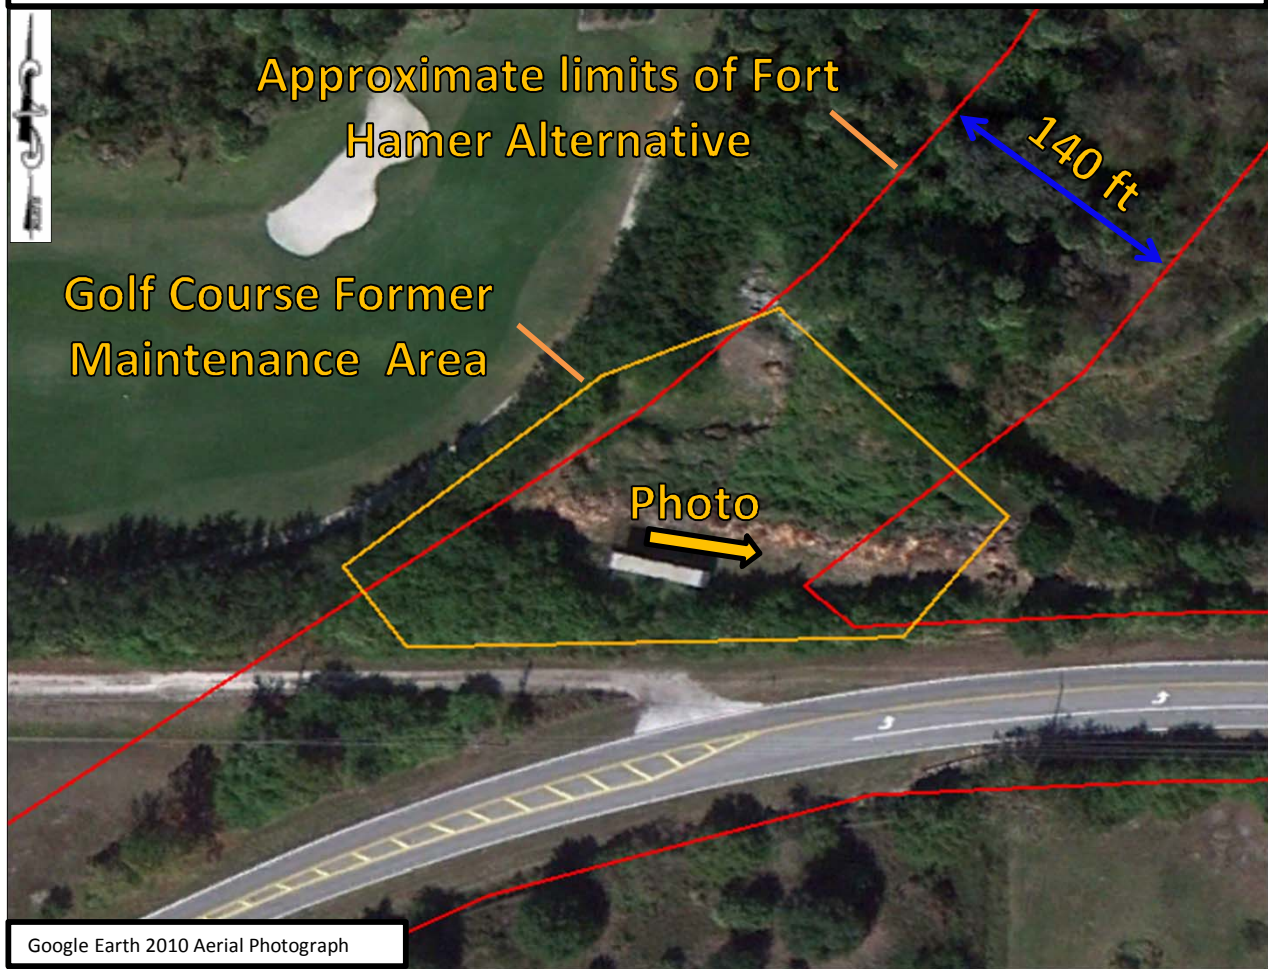 Approximate limits of Fort
Hamer Alternative
140 ft
Golf Course Former
Maintenance Area
Photo
Google Earth 2010 Aerial Photograph